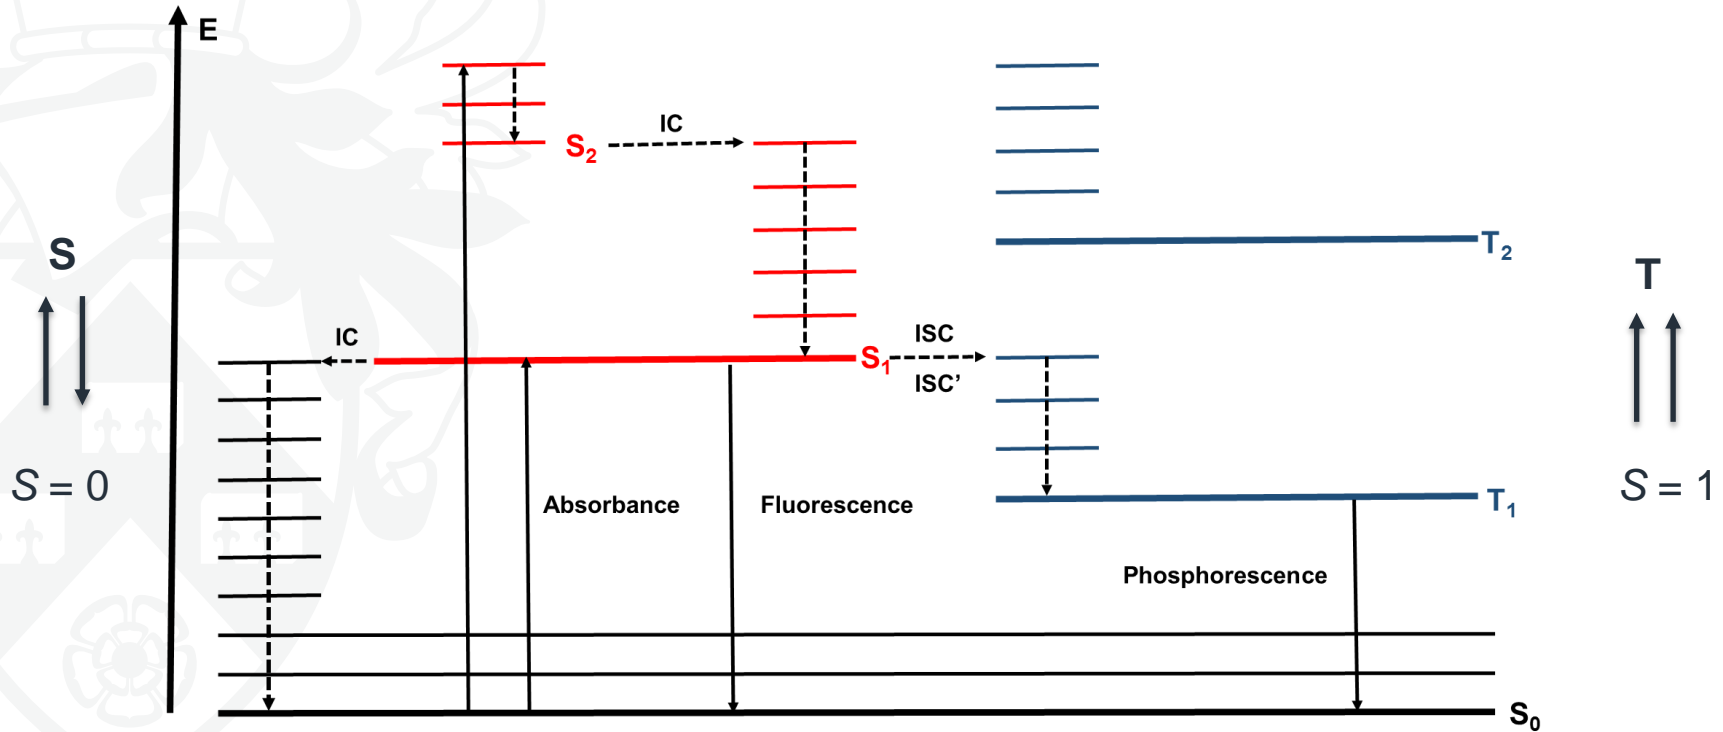 E
S₂
IC
S
T₂
T
IC
S₁
ISC
ISC’
S = 0
S = 1
Absorbance
Fluorescence
T₁
Phosphorescence
S₀